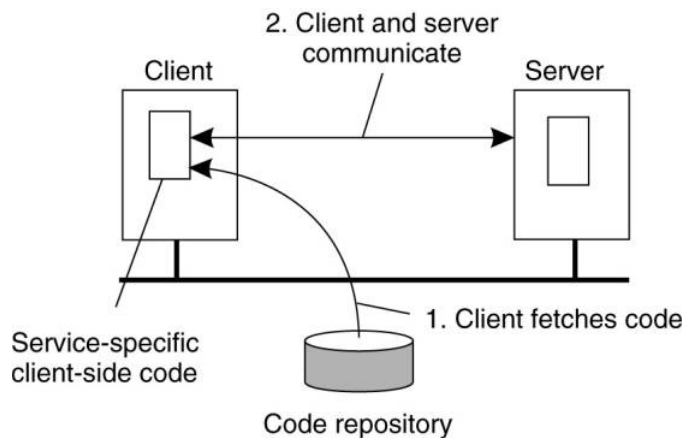 2. Client and server
communicate
Client
Server
1. Client fetches code
Service-specific
client-side code
Code repository